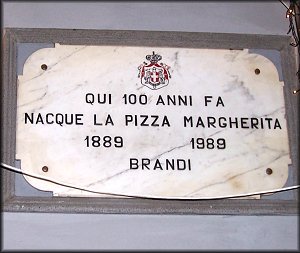 QUI 100 ANNI FA
NACQUE LA PIZZA MARGHERITA
1889 1989
BRANDI